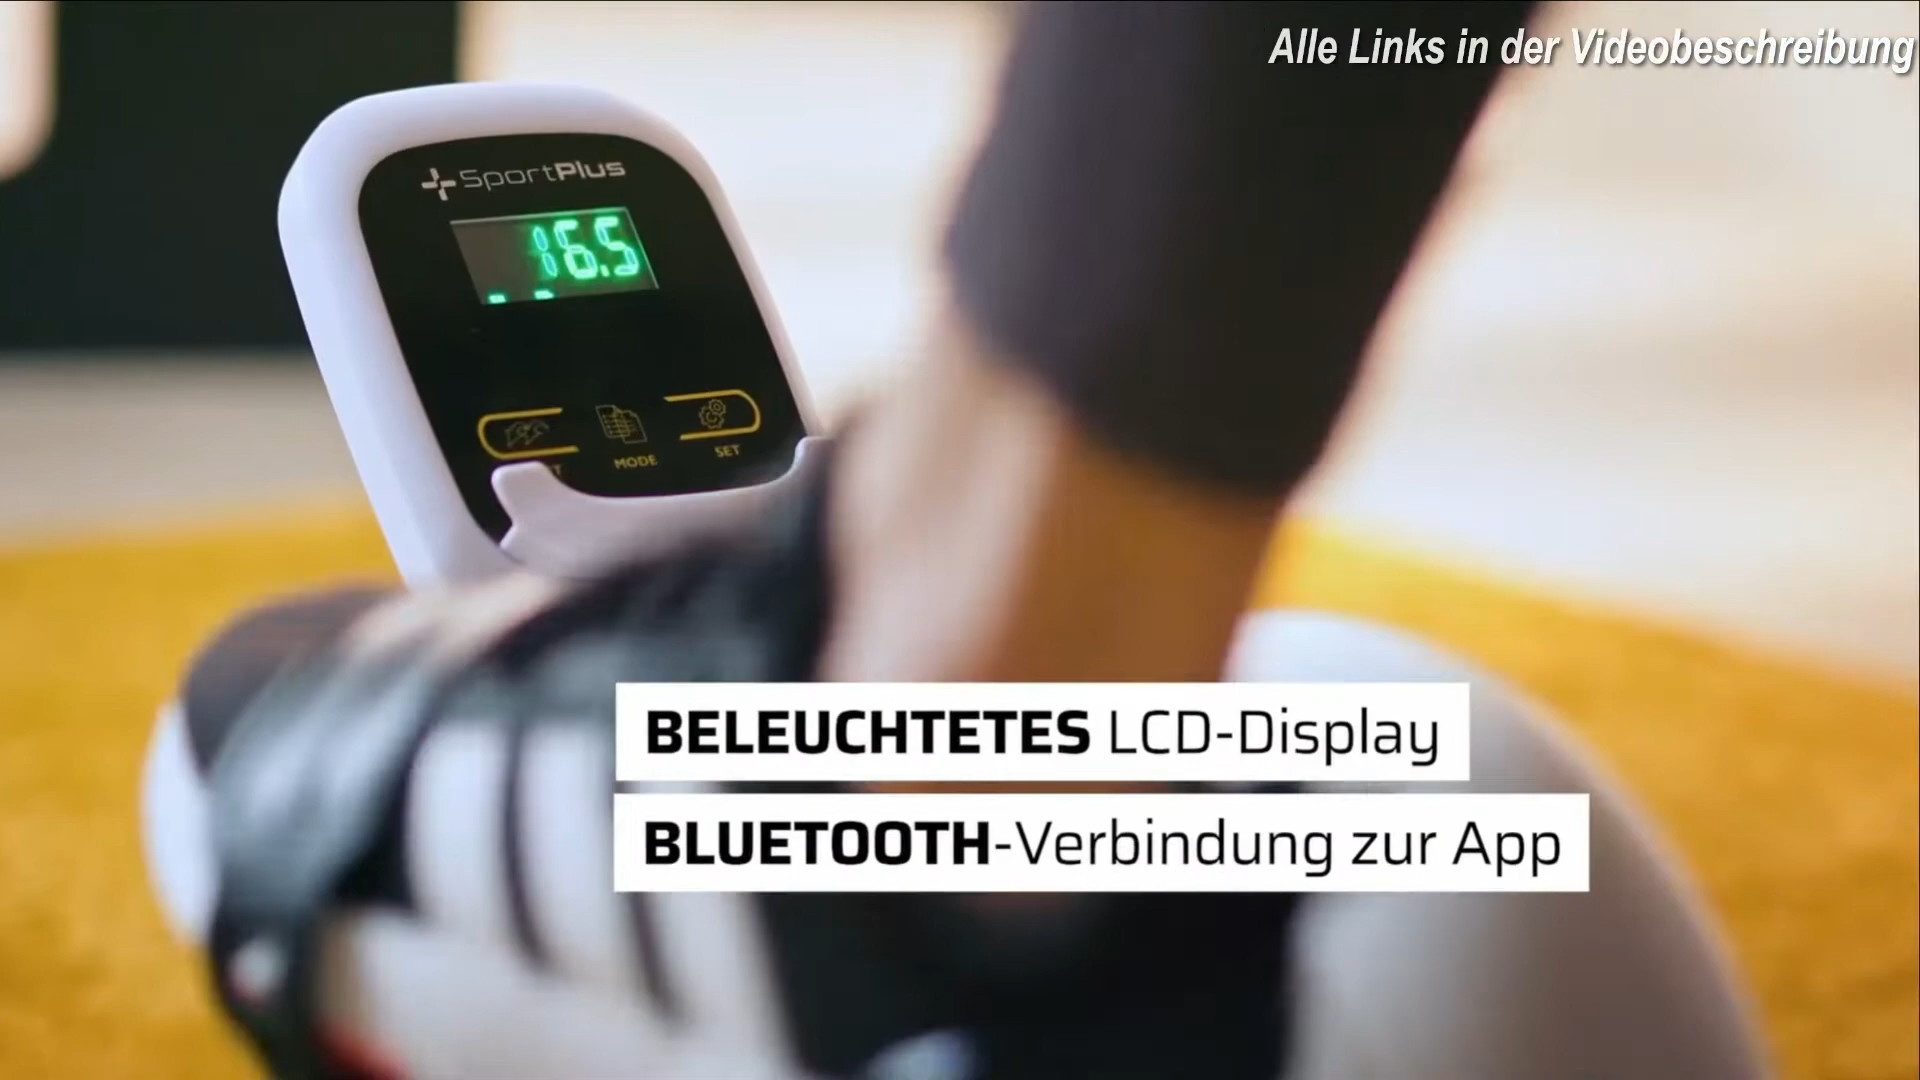 Alle Links in der Videobeschreibung
SportPlus
16.5
MODE
SET
BELEUCHTETES LCD-Display
BLUETOOTH-Verbindung zur App